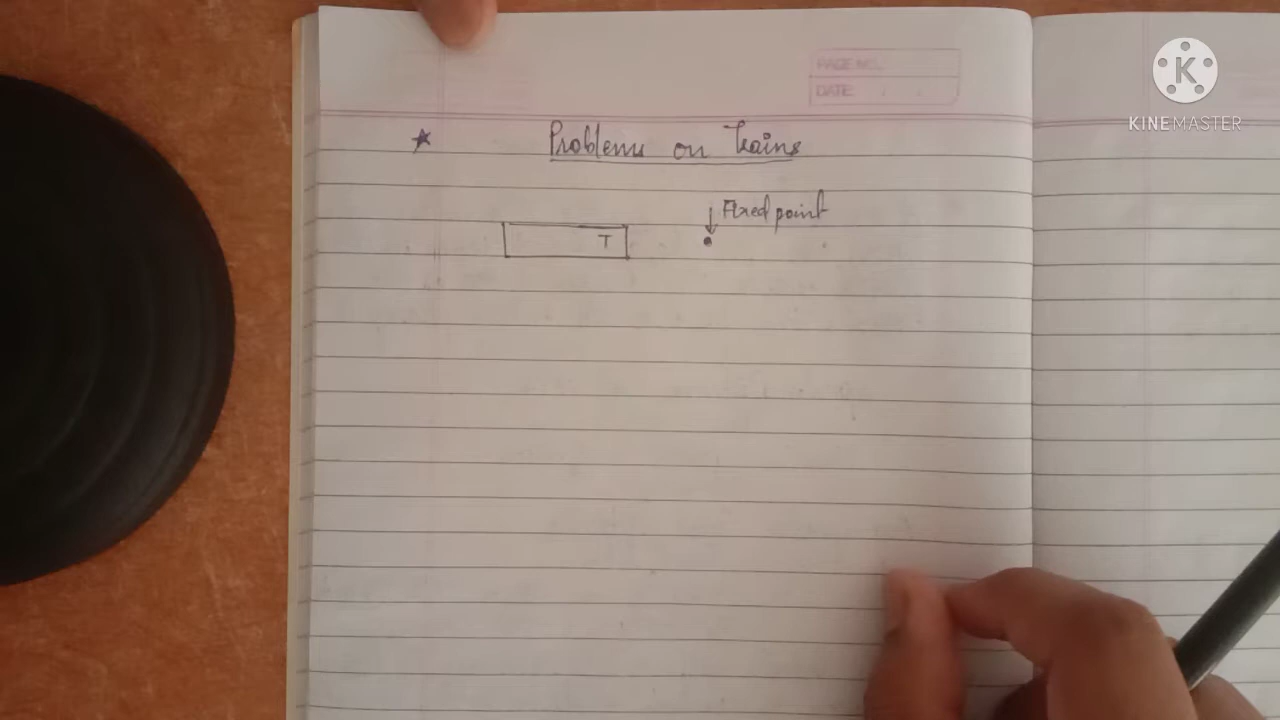 PAGE NO.
DATE
K
KINEMASTER
★ Problems on Trains
Fixed point
T